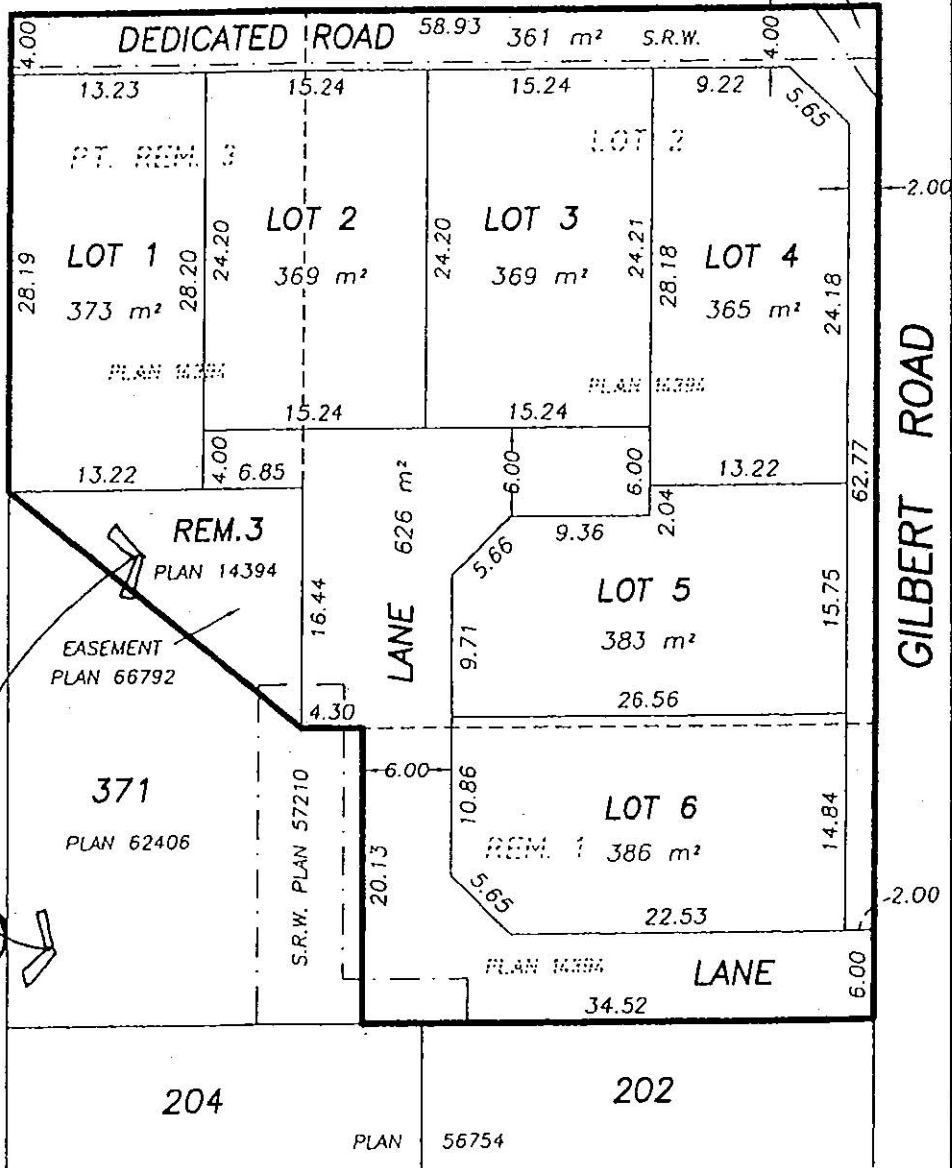 4.00
DEDICATED ROAD 58.93 361 m² S.R.W.
4.00
13.23 15.24 15.24 9.22
5.65
PT. REM. 3
LOT 2
2.00
LOT 1
373 m²
28.19
28.20
24.20
LOT 2
369 m²
24.20
LOT 3
369 m²
24.21
28.18
LOT 4
365 m²
24.18
PLAN 14394
PLAN 14394
15.24 15.24
GILBERT ROAD
62.77
13.22
4.00
6.85
6.00
6.00
13.22
REM.3
PLAN 14394
626 m²
LANE
9.36
2.04
5.66
EASEMENT
PLAN 66792
16.44
9.71
LOT 5
383 m²
15.75
26.56
4.30
6.00
371
PLAN 62406
S.R.W. PLAN 57210
20.13
10.86
LOT 6
REM. 1 386 m²
14.84
5.65
22.53
2.00
PLAN 14394
LANE
6.00
34.52
204
202
PLAN 56754